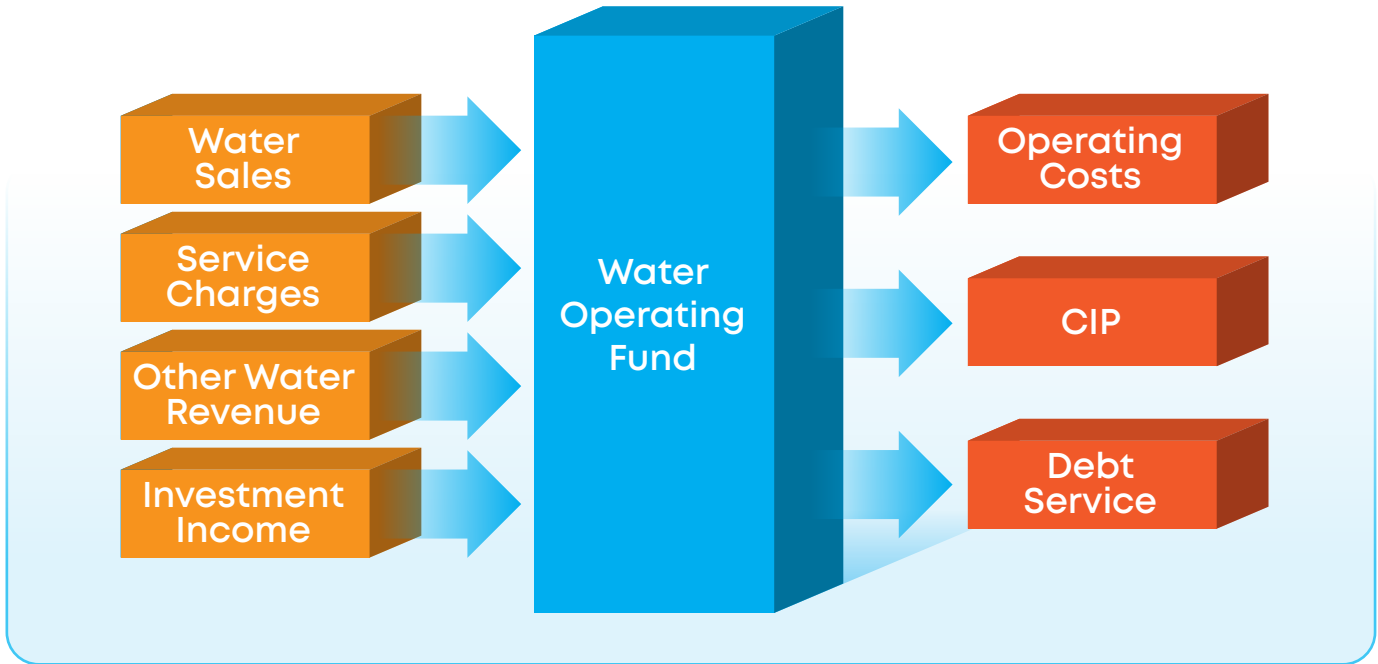 Water
Sales
Service
Charges
Other Water
Revenue
Investment
Income
Water
Operating
Fund
Operating
Costs
CIP
Debt
Service